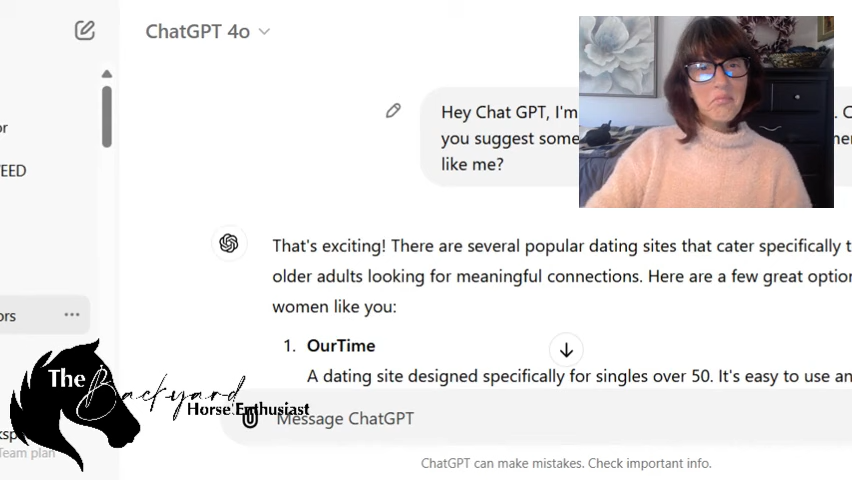 ChatGPT 4o
Hey Chat GPT, I'm
you suggest some
like me?
or
EED
That's exciting! There are several popular dating sites that cater specifically t
older adults looking for meaningful connections. Here are a few great option
women like you:
ors
1. OurTime
A dating site designed specifically for singles over 50. It's easy to use an
The
Backyard
Horse Enthusiast
Message ChatGPT
Team plan
ChatGPT can make mistakes. Check important info.